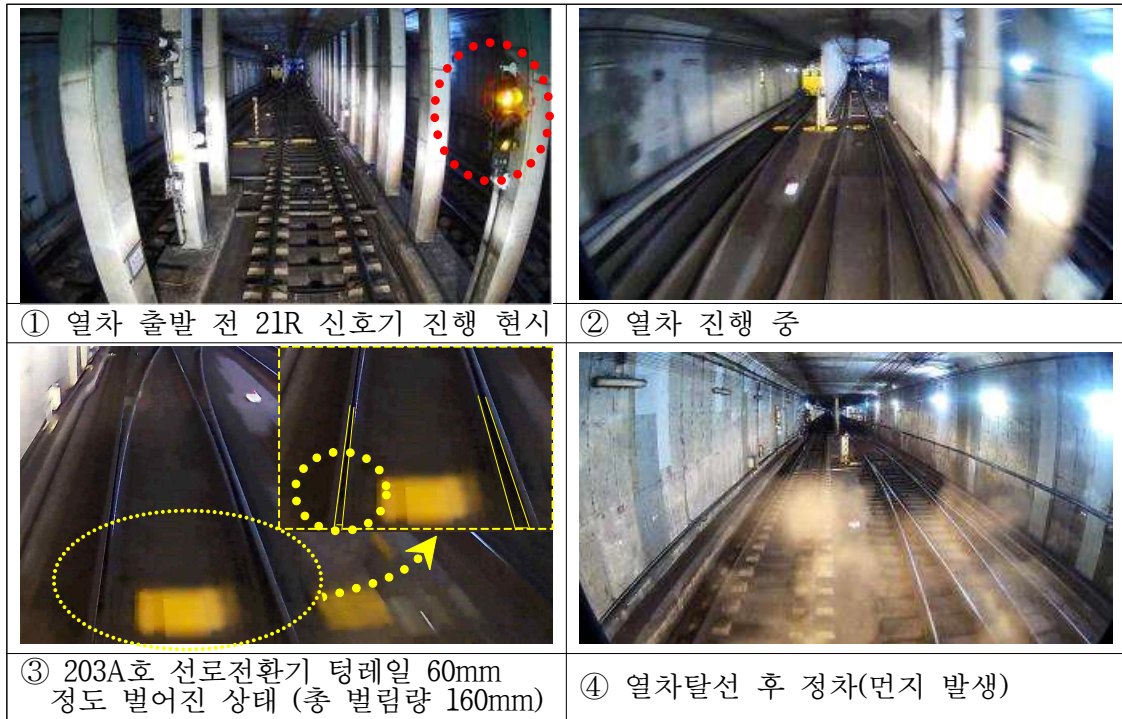 ① 열차 출발 전 21R 신호기 진행 현시
② 열차 진행 중
③ 203A호 선로전환기 텅레일 60mm
정도 벌어진 상태 (총 벌림량 160mm)
④ 열차탈선 후 정차(먼지 발생)